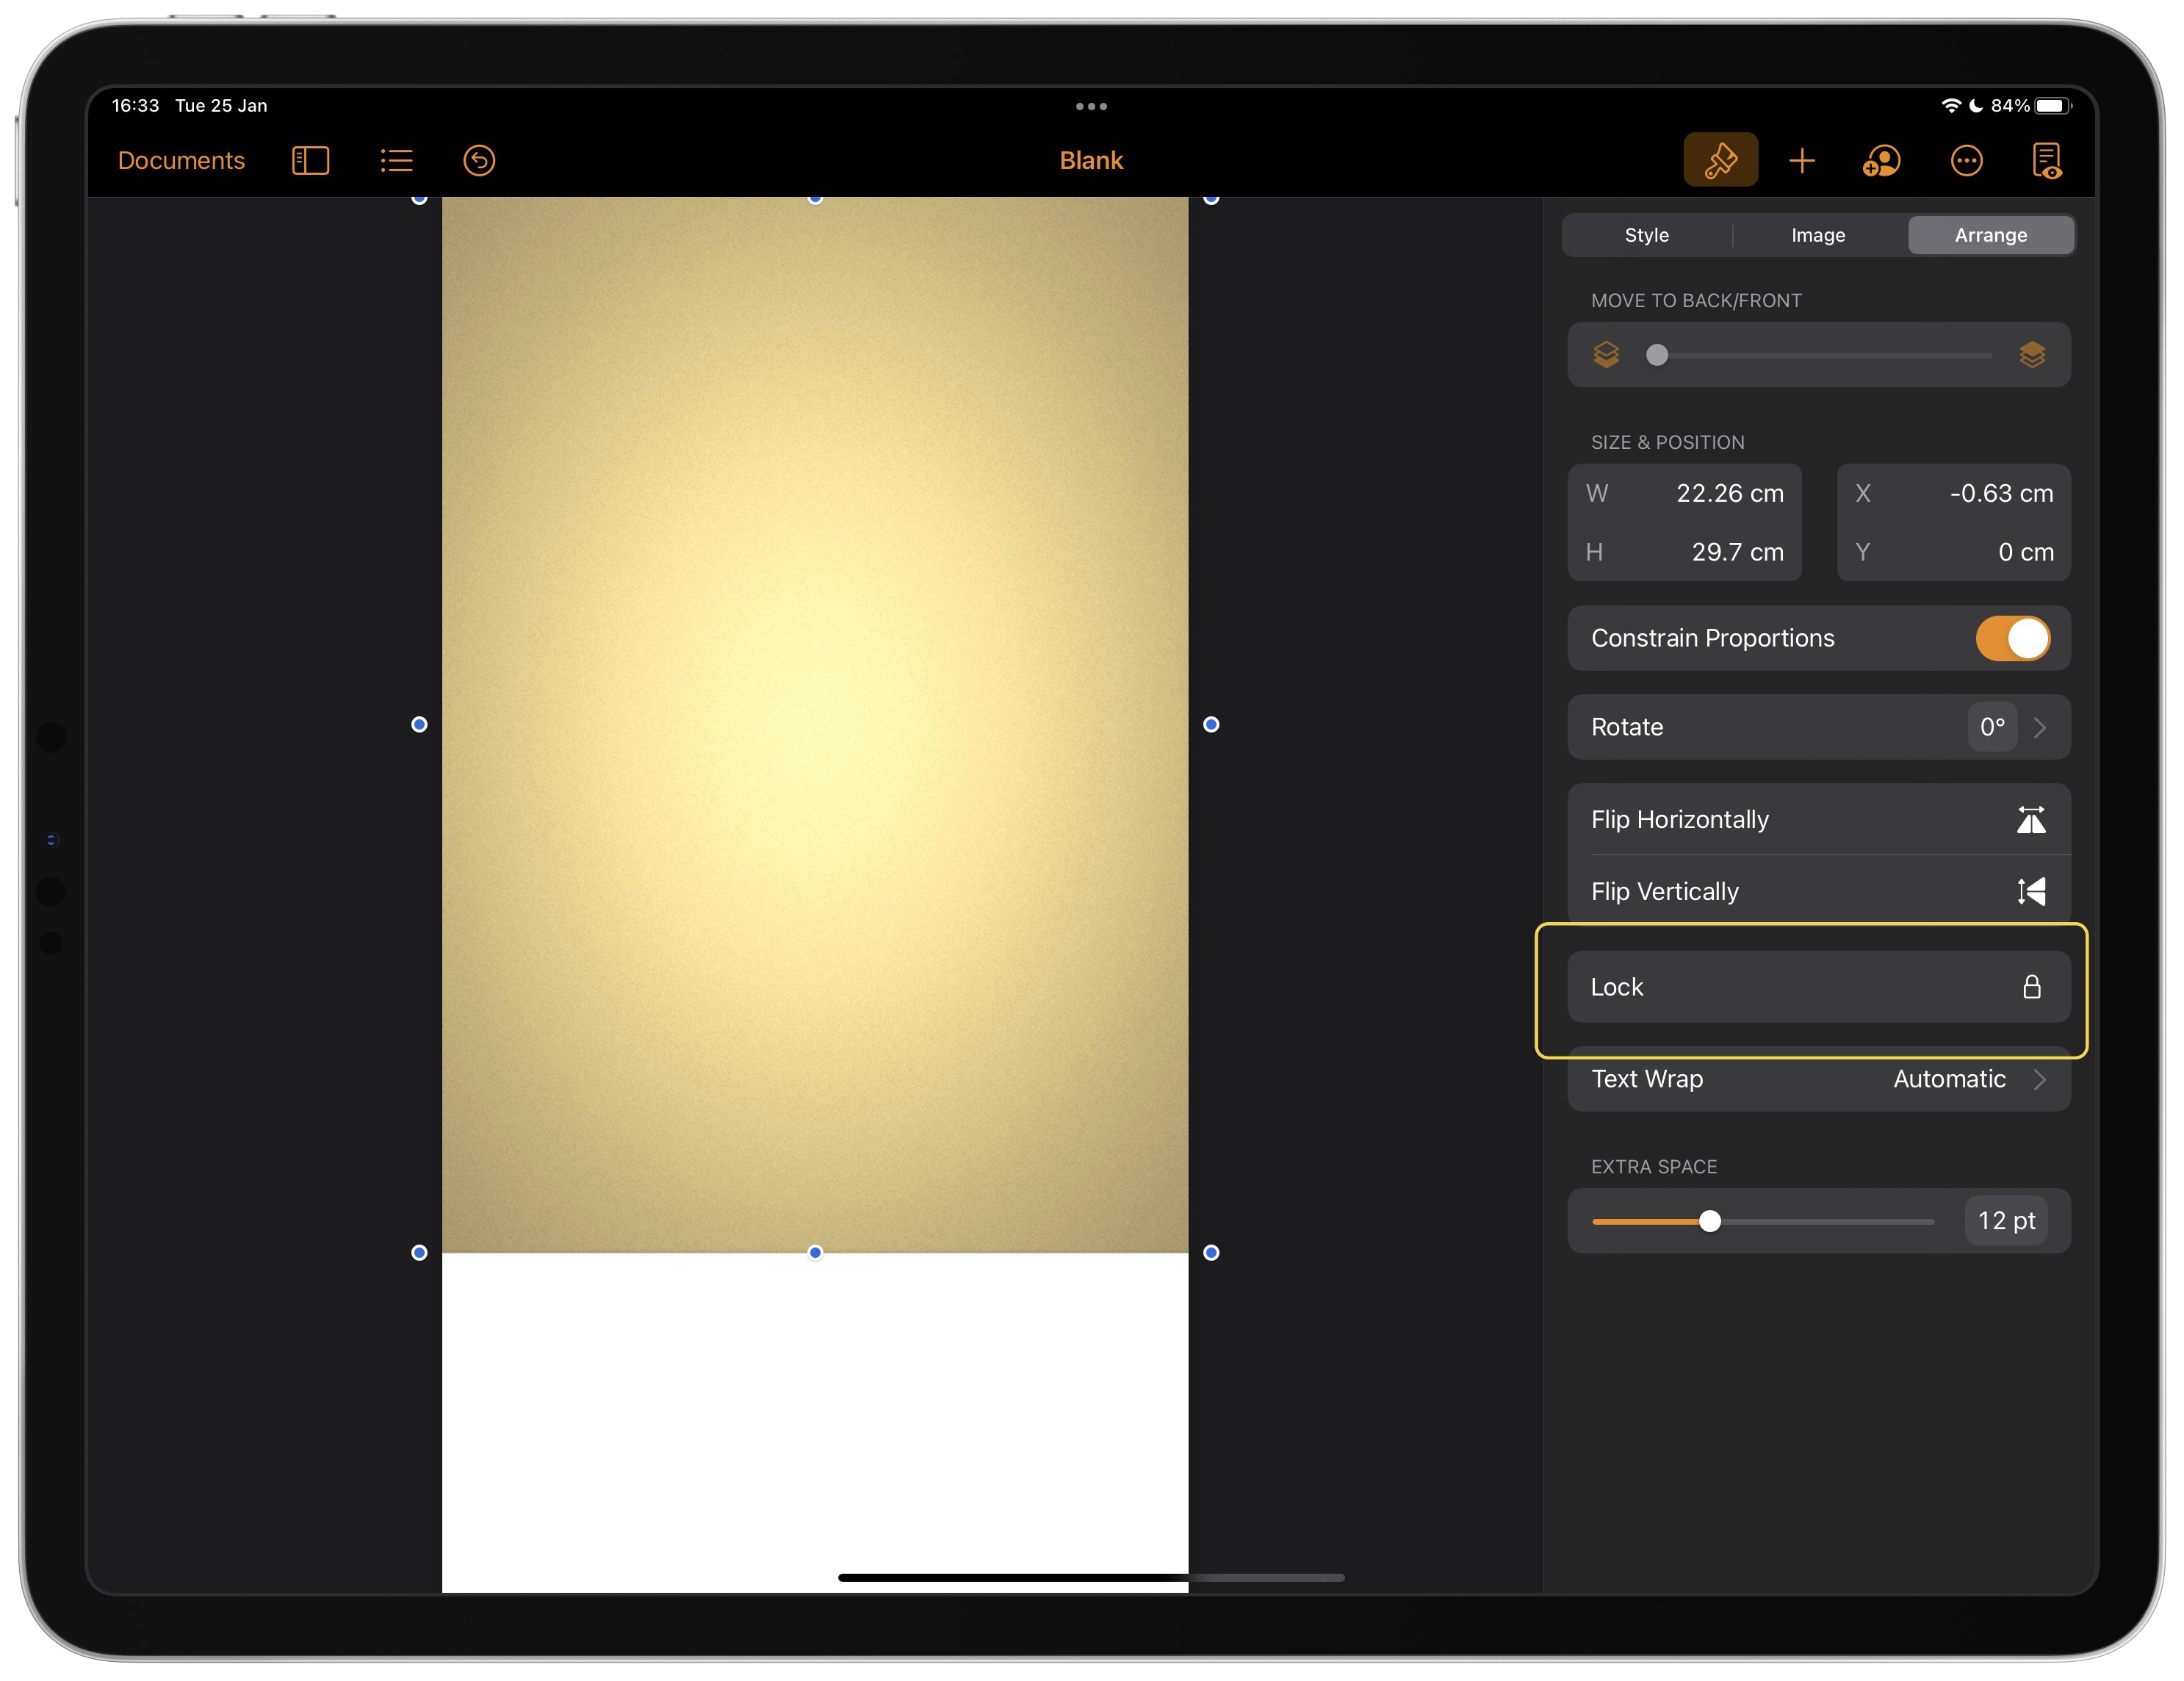 16:33 Tue 25 Jan
84%
Documents
Blank
Style
Image
Arrange
MOVE TO BACK/FRONT
SIZE & POSITION
W 22.26 cm
X -0.63 cm
H 29.7 cm
Y 0 cm
Constrain Proportions
Rotate 0°
Flip Horizontally
Flip Vertically
Lock
Text Wrap Automatic
EXTRA SPACE
12 pt